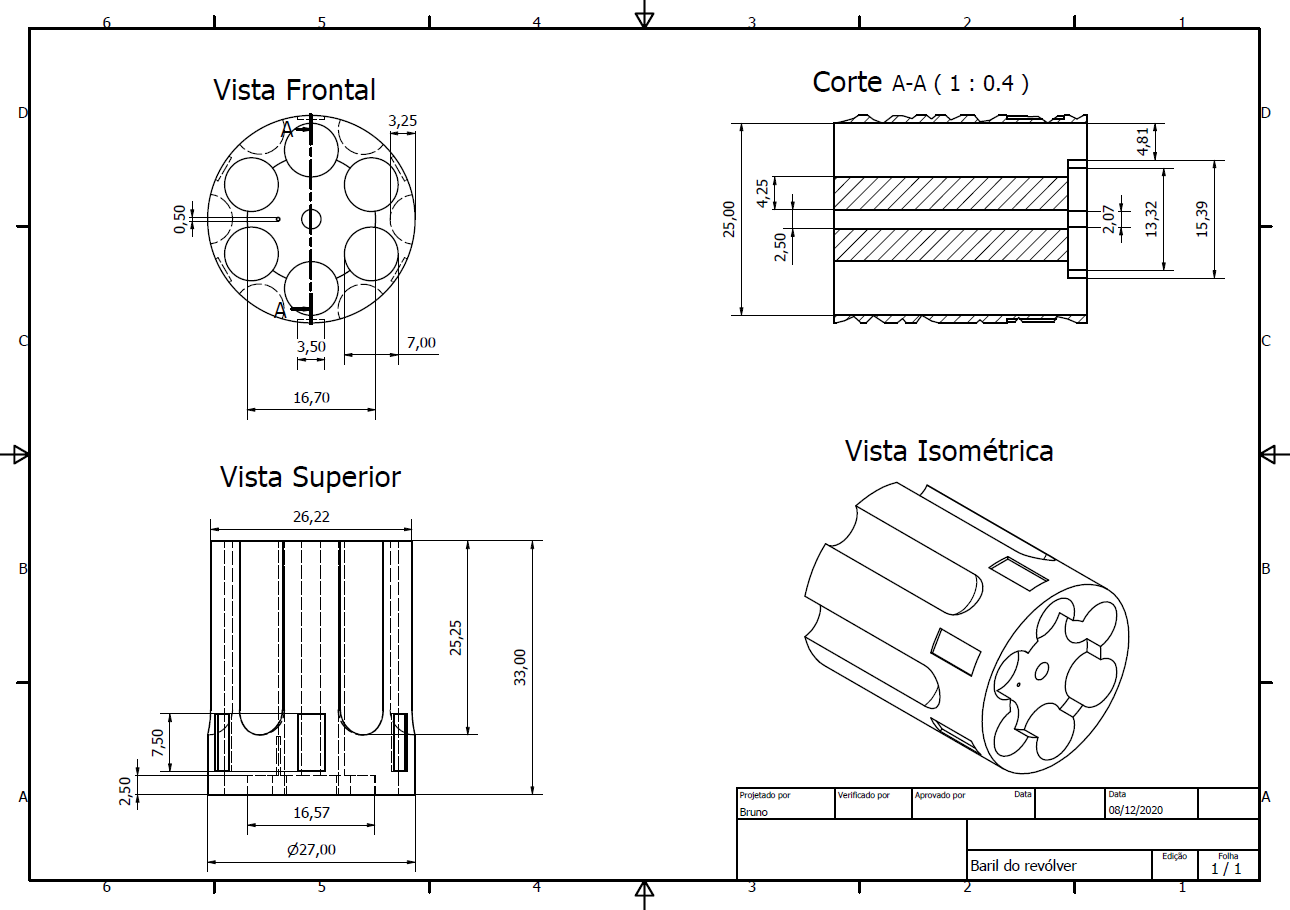 6 5 4 3 2 1
D D
C C
B B
A A
Vista Frontal
A
A
3,25
0,50
3,50
7,00
16,70
Corte A-A ( 1 : 0.4 )
25,00
4,25
2,50
4,81
2,07
13,32
15,39
Vista Superior
26,22
25,25
33,00
7,50
2,50
16,57
Ø27,00
Vista Isométrica
Projetado por
Bruno
Verificado por
Aprovado por
Data
Data
08/12/2020
Baril do revólver
Edição
Folha
1 / 1
6 5 4 3 2 1